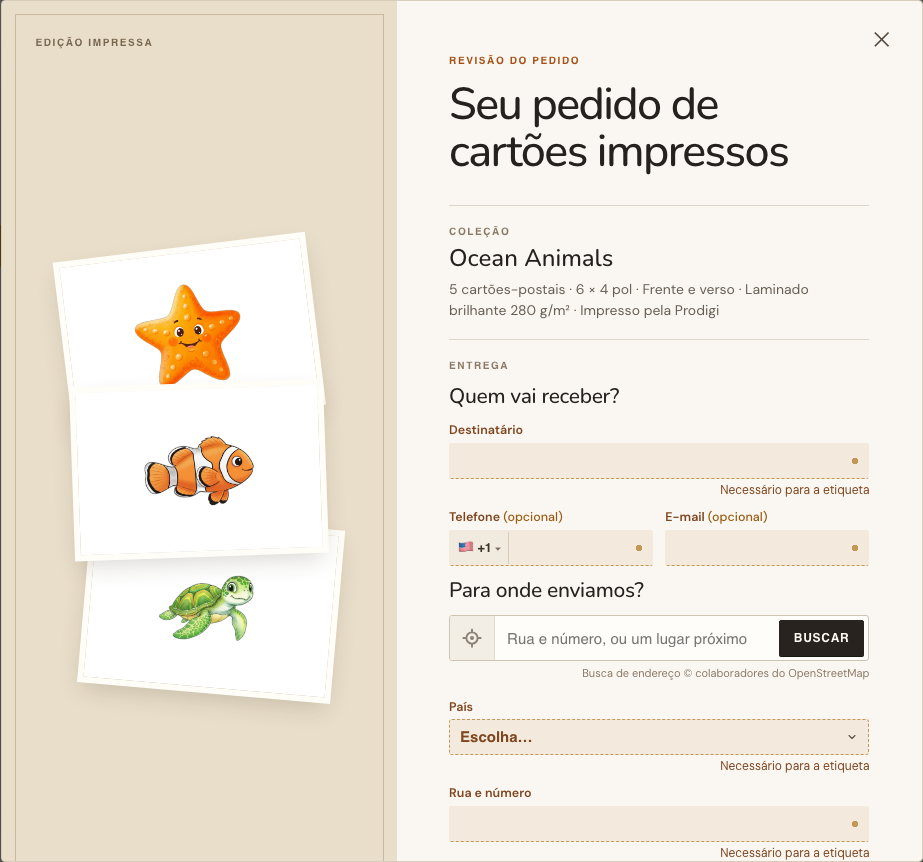 EDIÇÃO IMPRESSA
REVISÃO DO PEDIDO
Seu pedido de
cartões impressos
COLEÇÃO
Ocean Animals
5 cartões-postais · 6 × 4 pol · Frente e verso · Laminado
brilhante 280 g/m² · Impresso pela Prodigi
ENTREGA
Quem vai receber?
Destinatário
Necessário para a etiqueta
Telefone (opcional)
E-mail (opcional)
+1
Para onde enviamos?
Rua e número, ou um lugar próximo
BUSCAR
Busca de endereço © colaboradores do OpenStreetMap
País
Escolha...
Necessário para a etiqueta
Rua e número
Necessário para a etiqueta